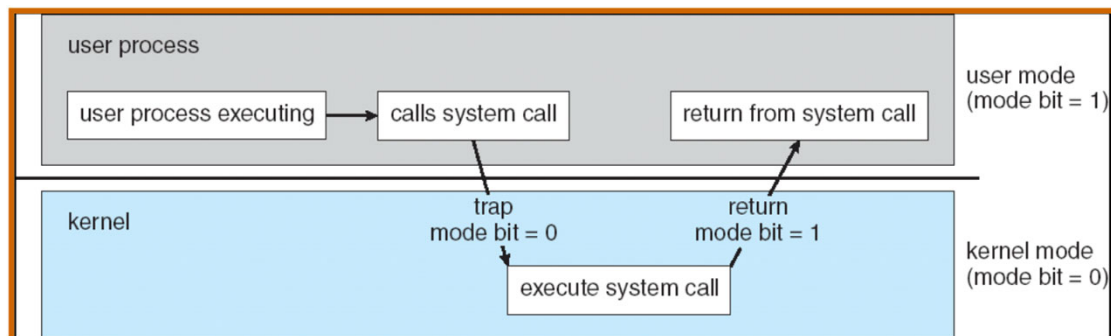 user process
user process executing
calls system call
return from system call
user mode
(mode bit = 1)
kernel
trap
mode bit = 0
return
mode bit = 1
execute system call
kernel mode
(mode bit = 0)